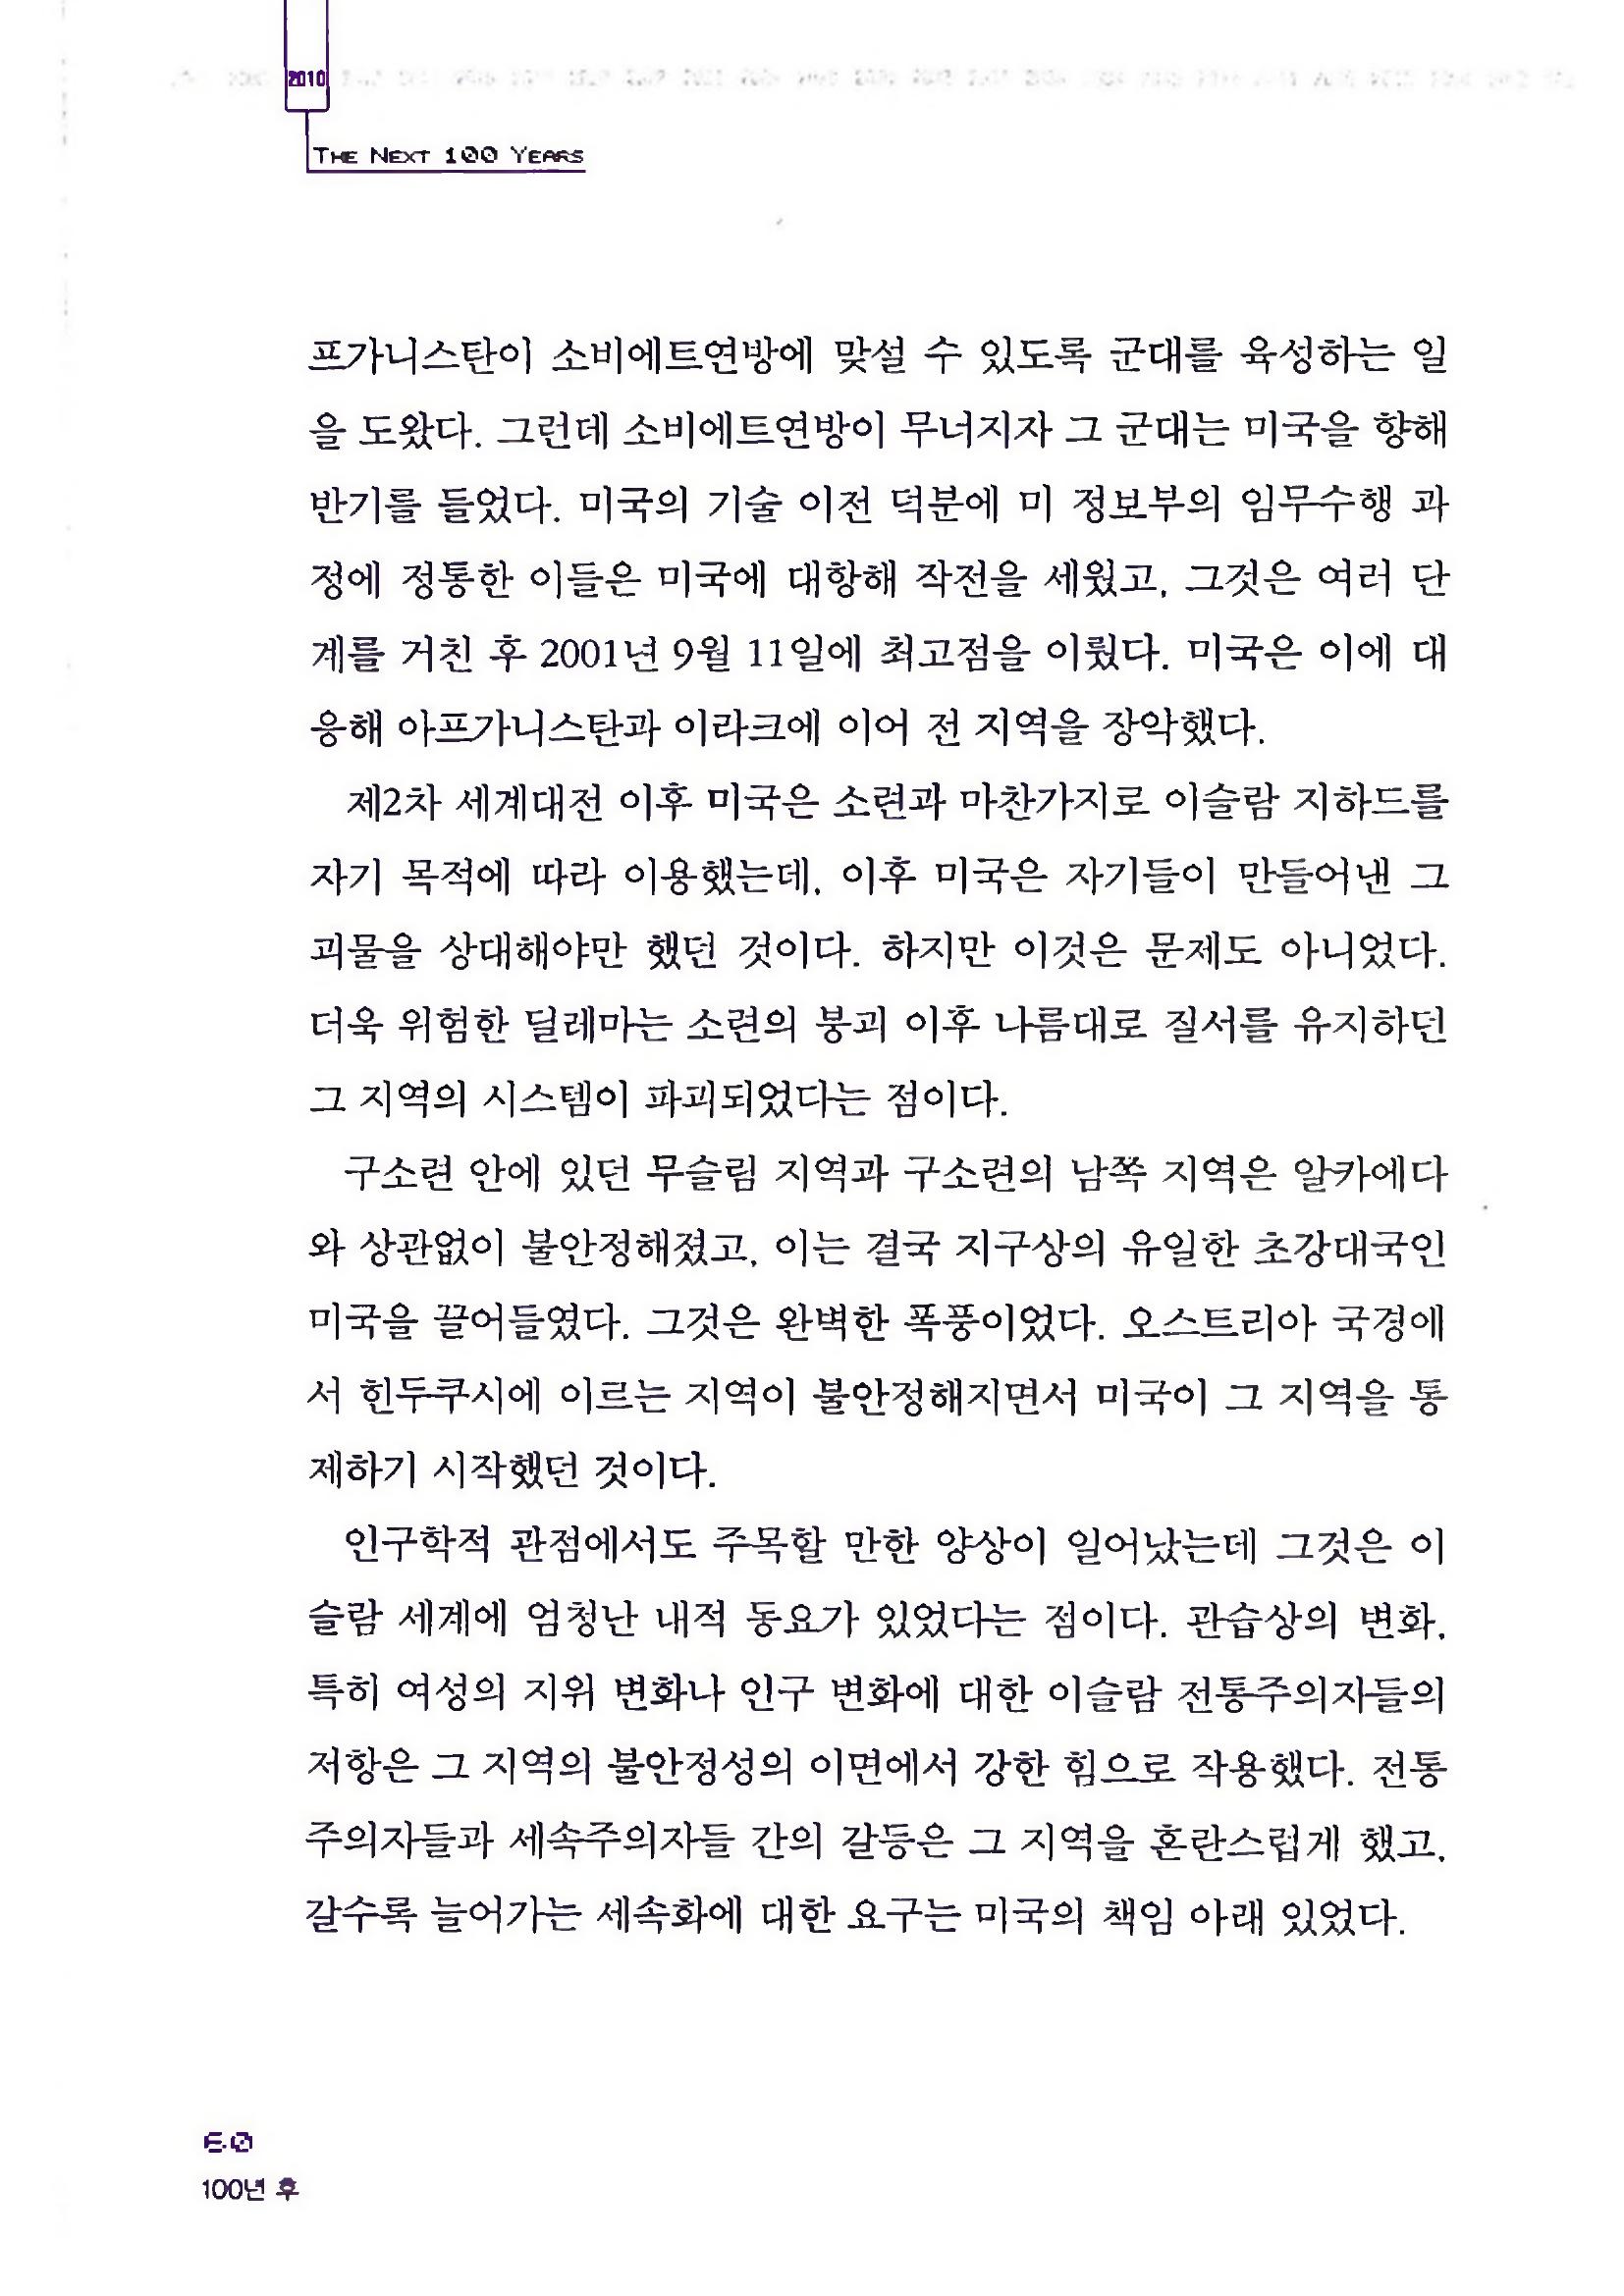 2010
THE NEXT 100 YEARS
프가니스탄이 소비에트연방에 맞설 수 있도록 군대를 육성하는 일
을 도왔다. 그런데 소비에트연방이 무너지자 그 군대는 미국을 향해
반기를 들었다. 미국의 기술 이전 덕분에 미 정보부의 임무수행 과
정에 정통한 이들은 미국에 대항해 작전을 세웠고, 그것은 여러 단
계를 거친 후 2001년 9월 11일에 최고점을 이뤘다. 미국은 이에 대
응해 아프가니스탄과 이라크에 이어 전 지역을 장악했다.
제2차 세계대전 이후 미국은 소련과 마찬가지로 이슬람 지하드를
자기 목적에 따라 이용했는데, 이후 미국은 자기들이 만들어낸 그
괴물을 상대해야만 했던 것이다. 하지만 이것은 문제도 아니었다.
더욱 위험한 딜레마는 소련의 붕괴 이후 나름대로 질서를 유지하던
그 지역의 시스템이 파괴되었다는 점이다.
구소련 안에 있던 무슬림 지역과 구소련의 남쪽 지역은 알카에다
와 상관없이 불안정해졌고, 이는 결국 지구상의 유일한 초강대국인
미국을 끌어들였다. 그것은 완벽한 폭풍이었다. 오스트리아 국경에
서 힌두쿠시에 이르는 지역이 불안정해지면서 미국이 그 지역을 통
제하기 시작했던 것이다.
인구학적 관점에서도 주목할 만한 양상이 일어났는데 그것은 이
슬람 세계에 엄청난 내적 동요가 있었다는 점이다. 관습상의 변화,
특히 여성의 지위 변화나 인구 변화에 대한 이슬람 전통주의자들의
저항은 그 지역의 불안정성의 이면에서 강한 힘으로 작용했다. 전통
주의자들과 세속주의자들 간의 갈등은 그 지역을 혼란스럽게 했고,
갈수록 늘어가는 세속화에 대한 요구는 미국의 책임 아래 있었다.
60
100년 후